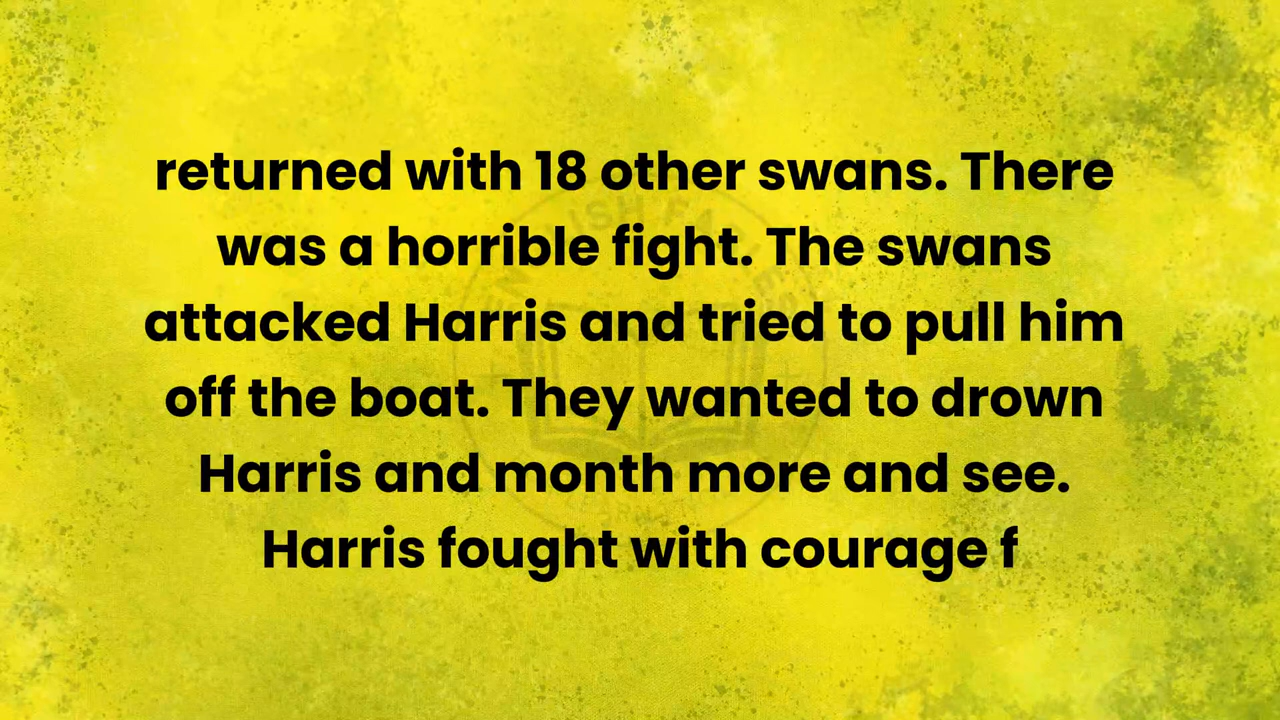 returned with 18 other swans. There
was a horrible fight. The swans
attacked Harris and tried to pull him
off the boat. They wanted to drown
Harris and month more and see.
Harris fought with courage f